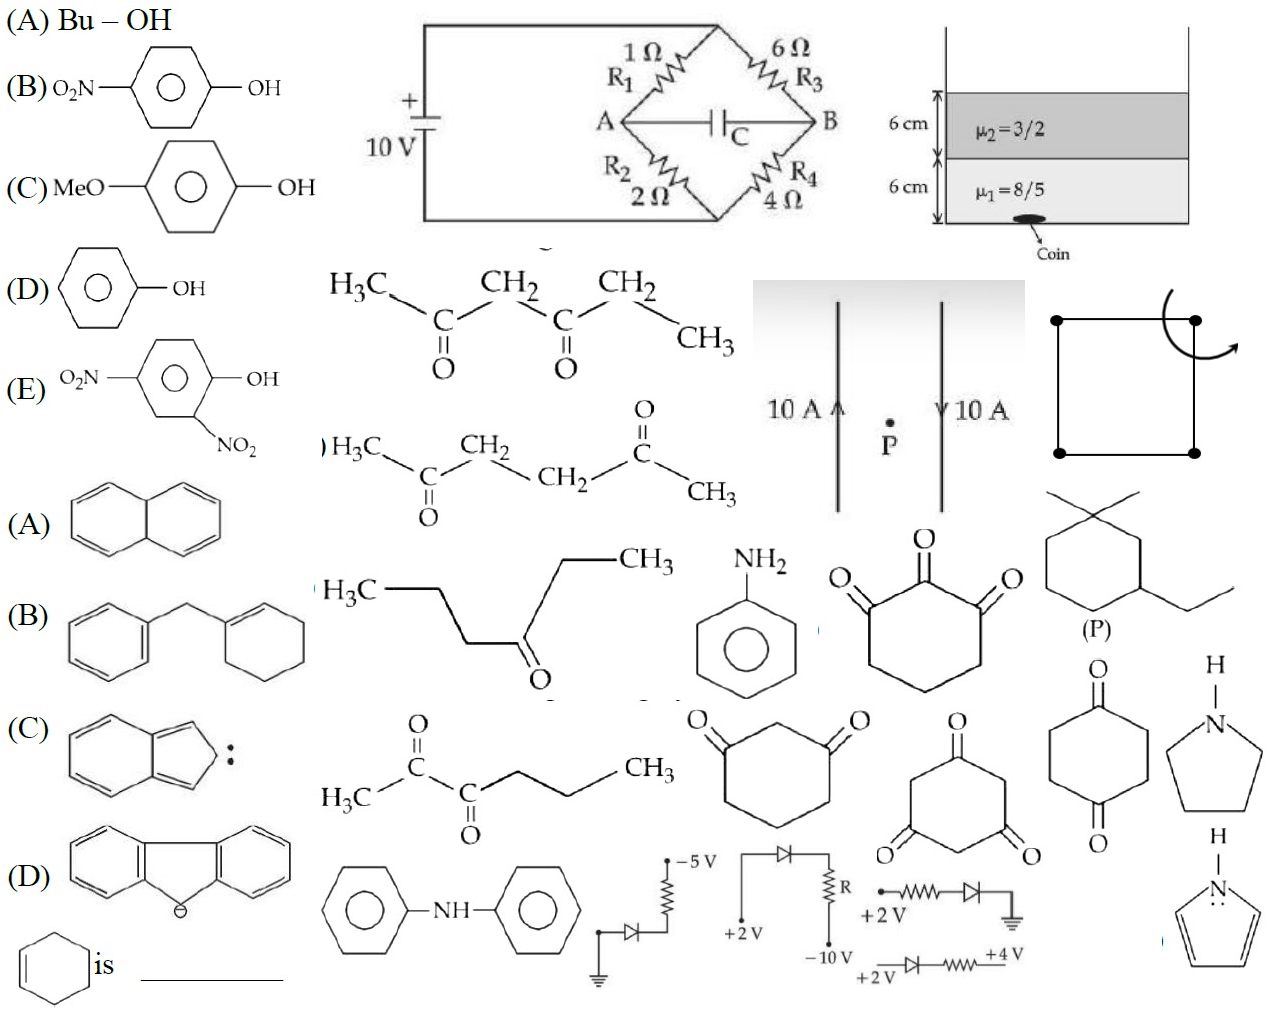 (A) Bu – OH
(B) O₂N OH
(C) MeO OH
(D) OH
(E) O₂N OH
NO₂
(A)
(B)
(C)
(D)
is
+
10 V
1 Ω
R₁
6 Ω
R₃
A
C
B
R₂
2 Ω
R₄
4 Ω
6 cm
μ₂=3/2
6 cm
μ₁=8/5
Coin
H₃C CH₂ CH₂
C C CH₃
O O
O
) H₃C CH₂ C
C CH₂ CH₃
O
CH₃
H₃C
O
O
C CH₃
H₃C C
O
NH
10 A
10 A
P
NH₂
O
O O
(P)
O O
O
O O
O
O
H
N
H
N
−5 V
+2 V
R
−10 V
+2 V
+2 V
+4 V